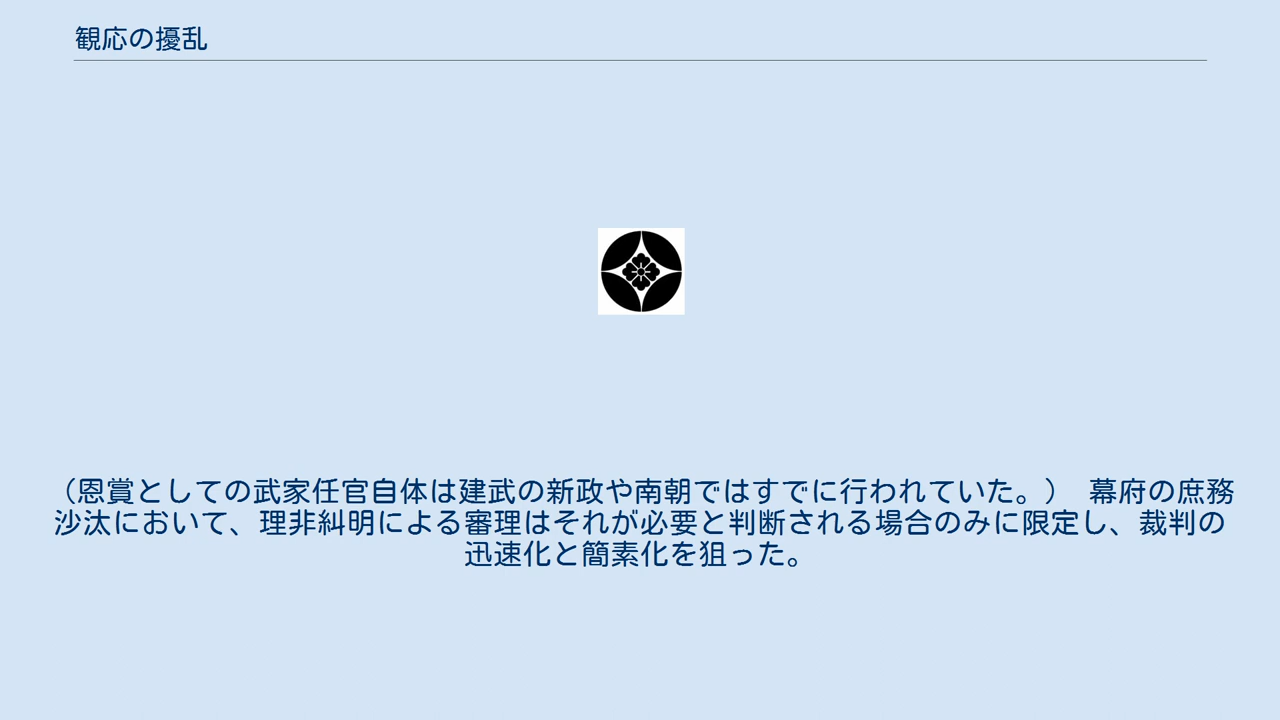 観応の擾乱
（恩賞としての武家任官自体は建武の新政や南朝ではすでに行われていた。）　幕府の庶務
沙汰において、理非糾明による審理はそれが必要と判断される場合のみに限定し、裁判の
迅速化と簡素化を狙った。